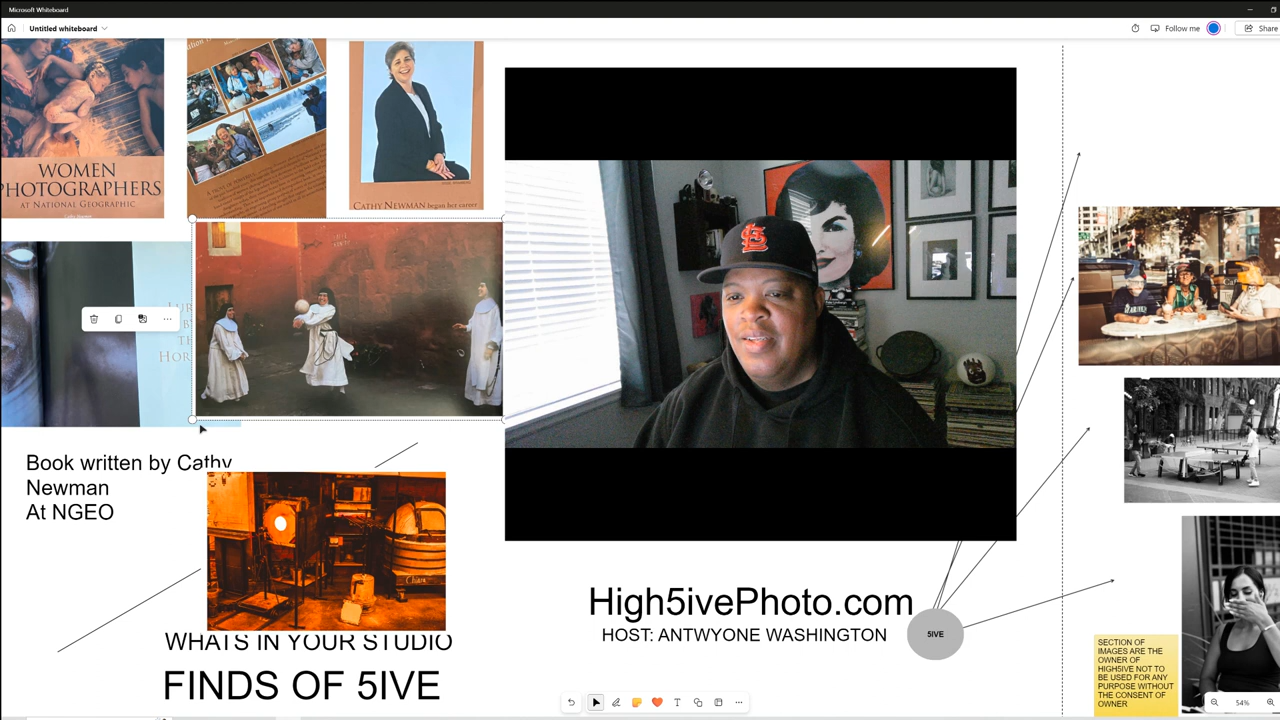 Microsoft Whiteboard
Untitled whiteboard
Follow me
Share
WOMEN
PHOTOGRAPHERS
AT NATIONAL GEOGRAPHIC
Cathy Newman
CATHY NEWMAN began her career
Book written by Cathy
Newman
At NGEO
WHATS IN YOUR STUDIO
FINDS OF 5IVE
High5ivePhoto.com
HOST: ANTWYONE WASHINGTON
5IVE
SECTION OF
IMAGES ARE THE
OWNER OF
HIGH5IVE NOT TO
BE USED FOR ANY
PURPOSE WITHOUT
THE CONSENT OF
OWNER
54%